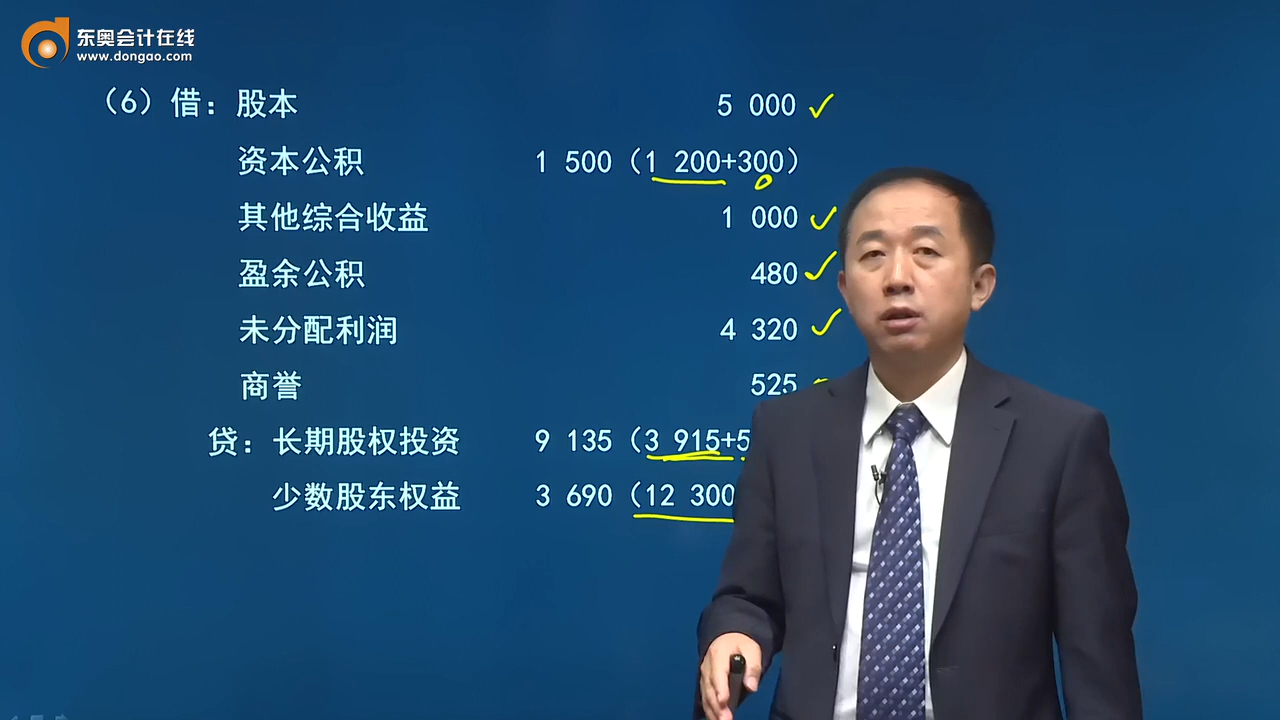 东奥会计在线
www.dongao.com
（6）借：股本 5 000
资本公积 1 500（1 200+300）
其他综合收益 1 000
盈余公积 480
未分配利润 4 320
商誉 525
贷：长期股权投资 9 135（3 915+5
少数股东权益 3 690（12 300